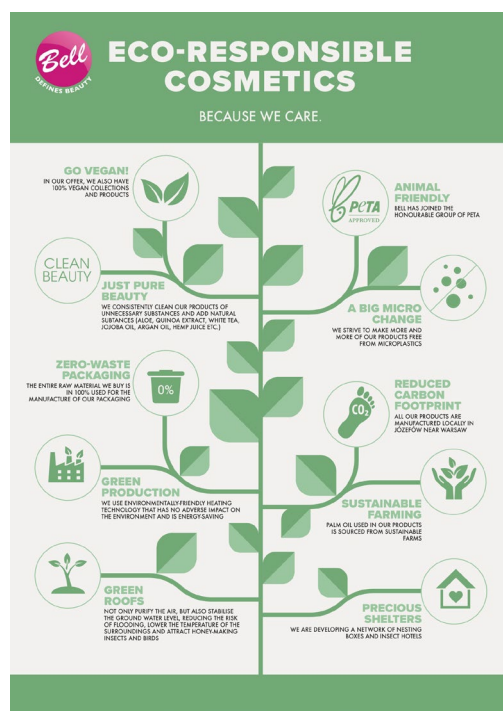 Bell
DEFINES BEAUTY
ECO-RESPONSIBLE
COSMETICS
BECAUSE WE CARE.
GO VEGAN!
IN OUR OFFER, WE ALSO HAVE
100% VEGAN COLLECTIONS
AND PRODUCTS
PETA
APPROVED
ANIMAL
FRIENDLY
BELL HAS JOINED THE
HONOURABLE GROUP OF PETA
CLEAN
BEAUTY
JUST PURE
BEAUTY
WE CONSISTENTLY CLEAN OUR PRODUCTS OF
UNNECESSARY SUBSTANCES AND ADD NATURAL
SUBTANCES (ALOE, QUINOA EXTRACT, WHITE TEA,
JOJOBA OIL, ARGAN OIL, HEMP JUICE ETC.)
A BIG MICRO
CHANGE
WE STRIVE TO MAKE MORE AND
MORE OF OUR PRODUCTS FREE
FROM MICROPLASTICS
ZERO-WASTE
PACKAGING
THE ENTIRE RAW MATERIAL WE BUY IS
IN 100% USED FOR THE
MANUFACTURE OF OUR PACKAGING
0%
CO₂
REDUCED
CARBON
FOOTPRINT
ALL OUR PRODUCTS ARE
MANUFACTURED LOCALLY IN
JÓZEFÓW NEAR WARSAW
GREEN
PRODUCTION
WE USE ENVIRONMENTALLY-FRIENDLY HEATING
TECHNOLOGY THAT HAS NO ADVERSE IMPACT ON
THE ENVIRONMENT AND IS ENERGY-SAVING
SUSTAINABLE
FARMING
PALM OIL USED IN OUR PRODUCTS
IS SOURCED FROM SUSTAINABLE
FARMS
GREEN
ROOFS
NOT ONLY PURIFY THE AIR, BUT ALSO STABILISE
THE GROUND WATER LEVEL, REDUCING THE RISK
OF FLOODING, LOWER THE TEMPERATURE OF THE
SURROUNDINGS AND ATTRACT HONEY-MAKING
INSECTS AND BIRDS
PRECIOUS
SHELTERS
WE ARE DEVELOPING A NETWORK OF NESTING
BOXES AND INSECT HOTELS